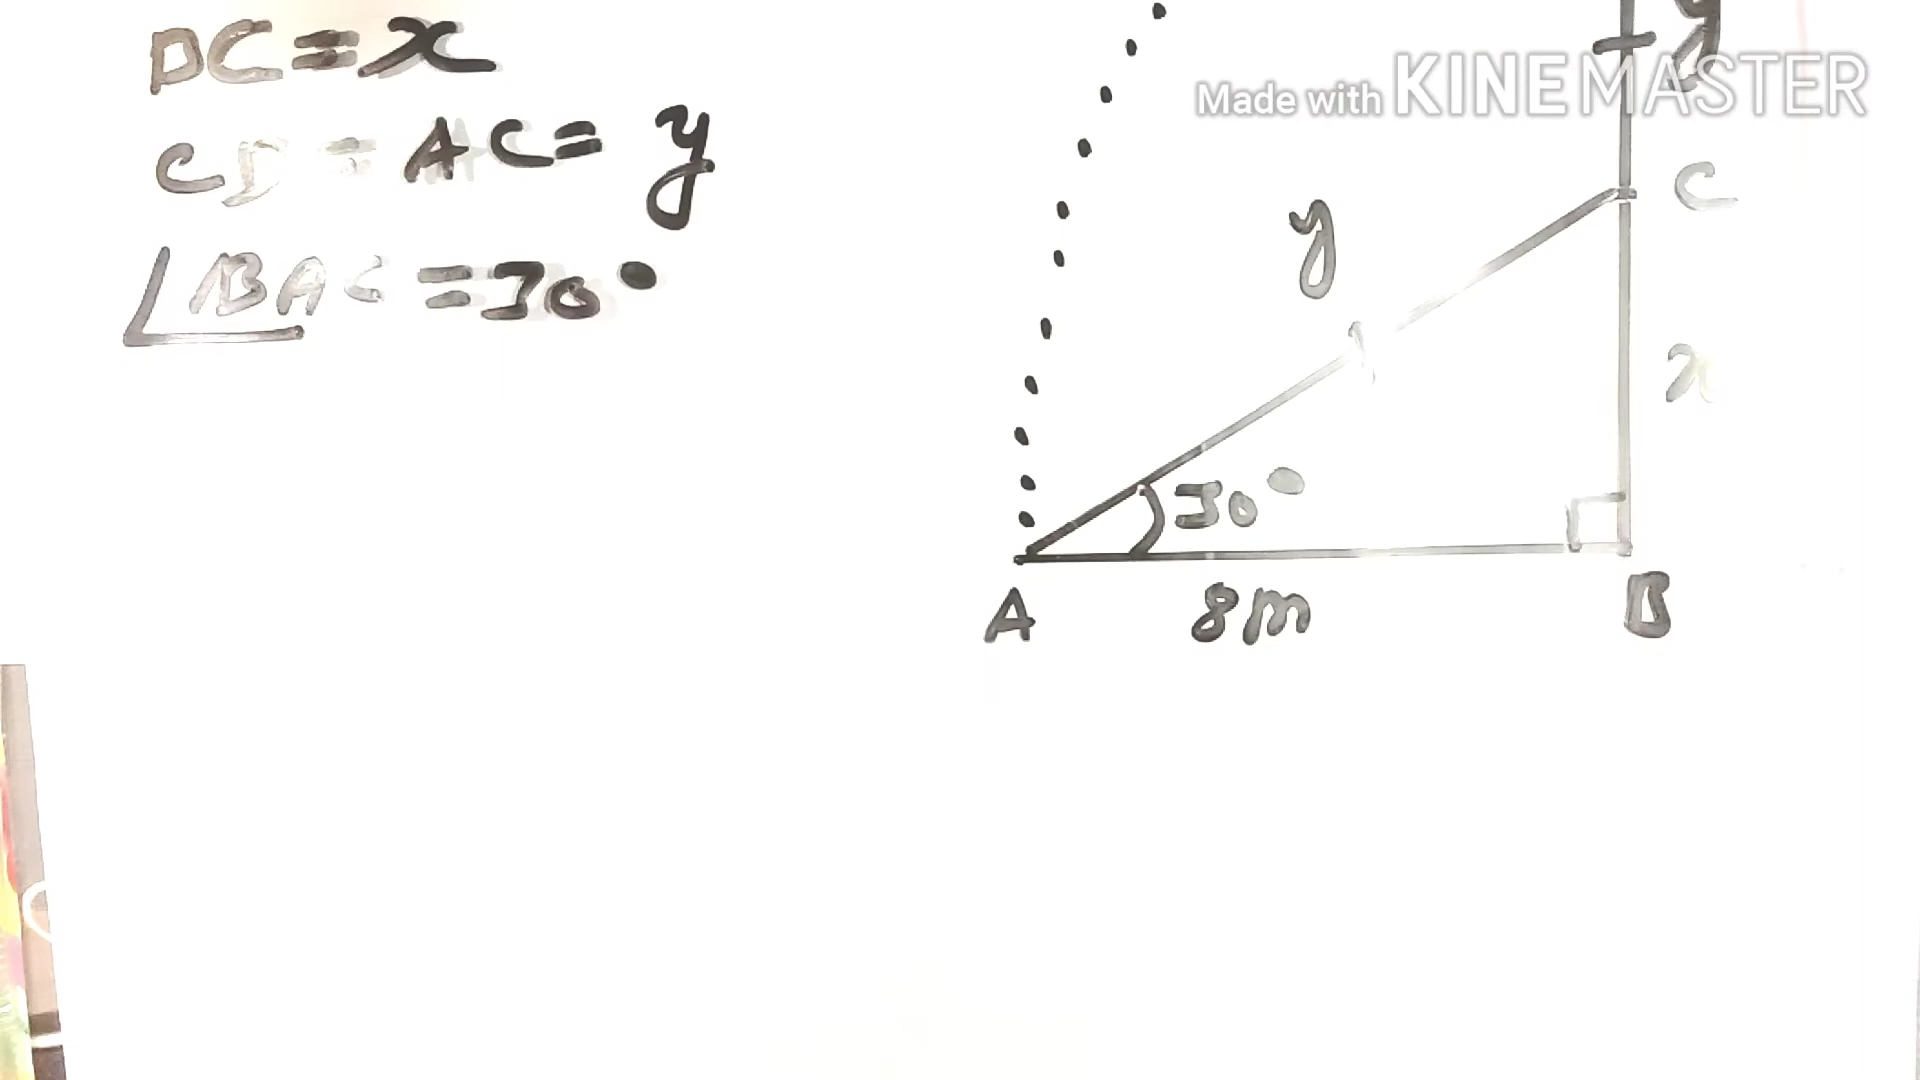 BC=x
CD=AC=y
∠BAC=30°
y
Made with KINEMASTER
C
y
x
30°
A
8m
B